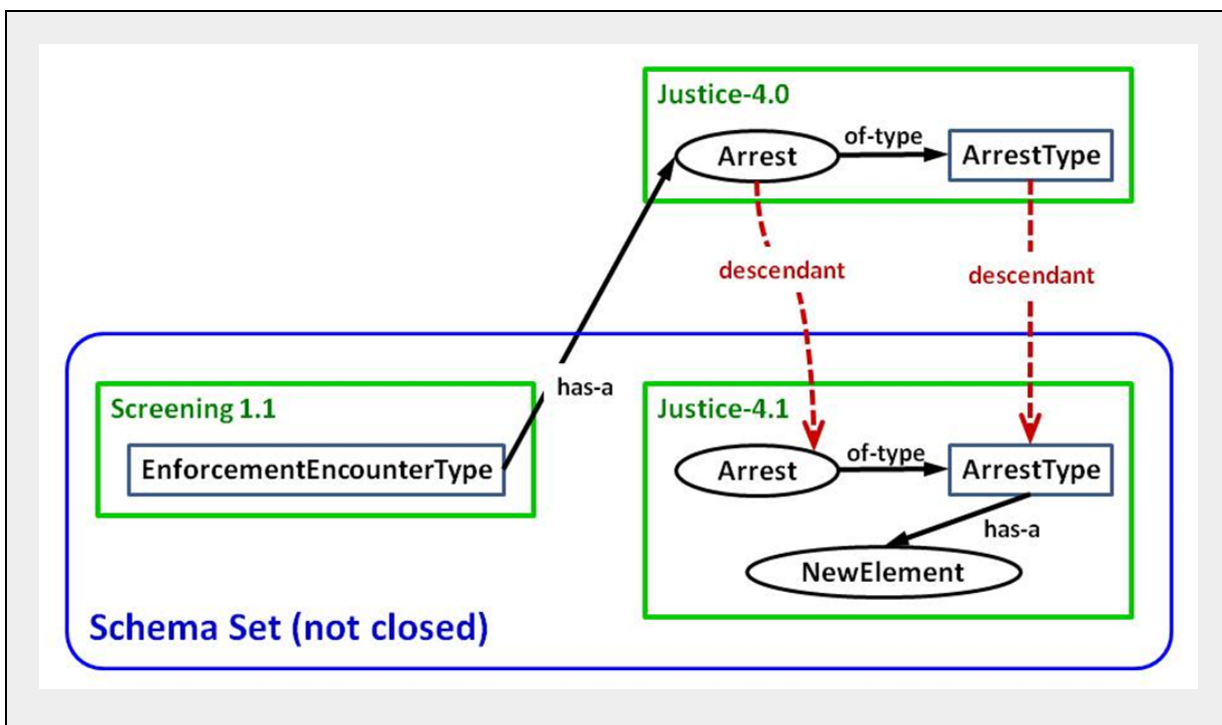 Justice-4.0
Arrest
of-type
ArrestType
descendant
descendant
has-a
Screening 1.1
EnforcementEncounterType
Justice-4.1
Arrest
of-type
ArrestType
has-a
NewElement
Schema Set (not closed)